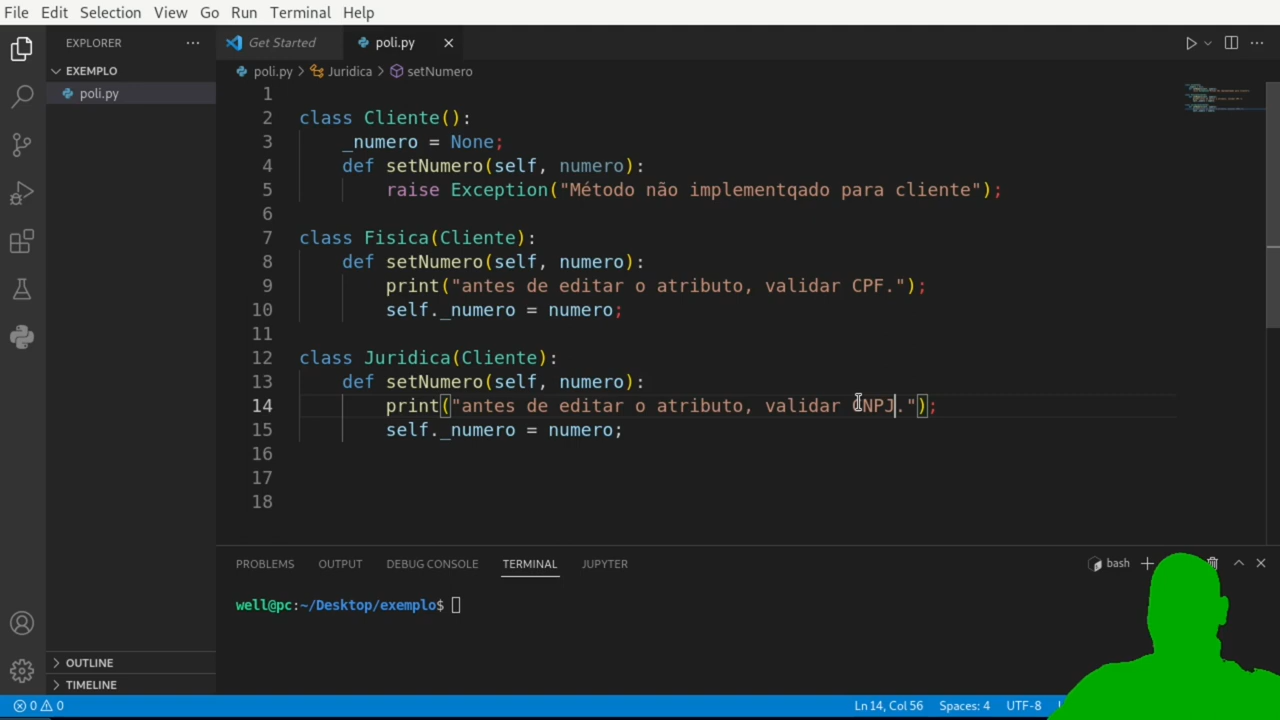 File Edit Selection View Go Run Terminal Help
EXPLORER ···
Get Started poli.py
EXEMPLO
poli.py
poli.py > Juridica > setNumero
1
2 class Cliente():
3 _numero = None;
4 def setNumero(self, numero):
5 raise Exception("Método não implementqado para cliente");
6
7 class Fisica(Cliente):
8 def setNumero(self, numero):
9 print("antes de editar o atributo, validar CPF.");
10 self._numero = numero;
11
12 class Juridica(Cliente):
13 def setNumero(self, numero):
14 print("antes de editar o atributo, validar CNPJ.");
15 self._numero = numero;
16
17
18
PROBLEMS OUTPUT DEBUG CONSOLE TERMINAL JUPYTER bash
well@pc:~/Desktop/exemplo$
OUTLINE
TIMELINE
0 0 Ln 14, Col 56 Spaces: 4 UTF-8